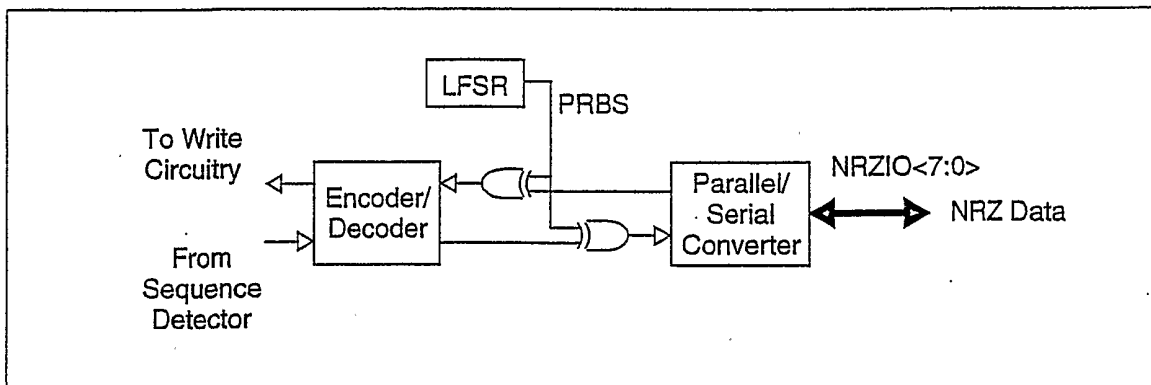 LFSR
PRBS
To Write
Circuitry
Encoder/
Decoder
From
Sequence
Detector
Parallel/
Serial
Converter
NRZIO<7:0>
NRZ Data